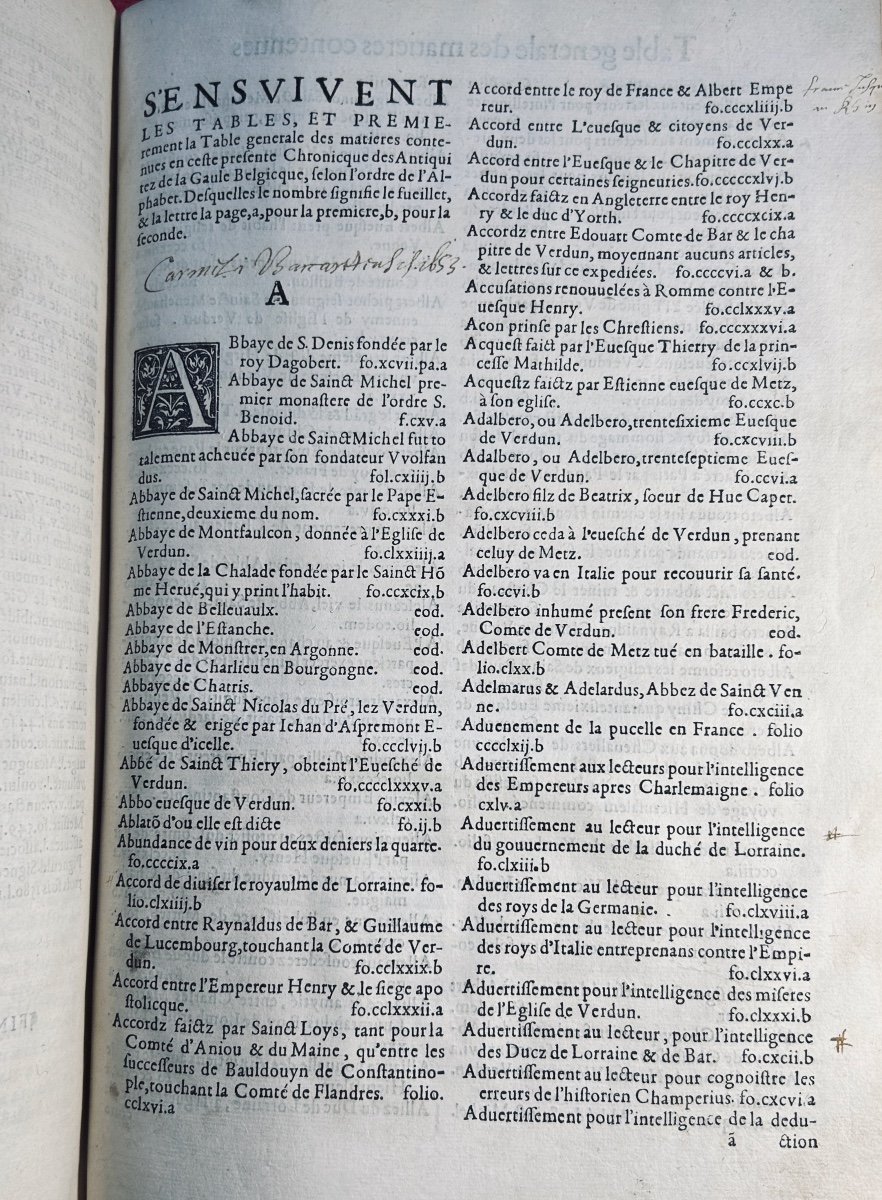 S'ENSVIVENT
LES TABLES, ET PREMIE-
rement la Table generale des matieres conte-
nues en ceste presente Chronicque des Antiqui
tez de la Gaule Belgicque, selon l'ordre de l'Al-
phabet. Desquelles le nombre signifie le fueillet,
& la lettre la page, a, pour la premiere, b, pour la
seconde.
A
ABbaye de S. Denis fondée par le
roy Dagobert. fo.xcvii.pa.a
Abbaye de Sainct Michel pre-
mier monastere de l'ordre S.
Benoid. f.cxv.a
Abbaye de Sainct Michel fut to
talement acheuée par son fondateur Vvolfan
dus. fol.cxiiij.b
Abbaye de Sainct Michel, sacrée par le Pape E-
stienne, deuxieme du nom. fo.cxxxi.b
Abbaye de Montfaulcon, donnée à l'Eglise de
Verdun. fo.clxxiiij.a
Abbaye de la Chalade fondée par le Sainct Hō
me Herué, qui y print l'habit. fo.ccxcix.b
Abbaye de Belleuaulx. eod.
Abbaye de l'Estanche. eod.
Abbaye de Monstrer, en Argonne. eod.
Abbaye de Charlieu en Bourgongne. eod.
Abbaye de Chatris. eod.
Abbaye de Sainct Nicolas du Pré, lez Verdun,
fondée & erigée par Iehan d'Aspremont E-
uesque d'icelle. fo.ccclvij.b
Abbé de Sainct Thiery, obteint l'Euesché de
Verdun. fo.cccclxxxv.a
Abbo euesque de Verdun. fo.cxxi.b
Ablatō d'ou elle est dicte fo.ij.b
Abundance de vin pour deux deniers la quarte.
fo.ccccix.a
Accord de diuiser le royaulme de Lorraine. fo-
lio.clxiiij.b
Accord entre Raynaldus de Bar, & Guillaume
de Lucembourg, touchant la Comté de Ver-
dun. fo.cclxxix.b
Accord entre l'Empereur Henry & le siege apo
stolicque. fo.cclxxxii.a
Accordz faictz par Sainct Loys, tant pour la
Comté d'Aniou & du Maine, qu'entre les
successeurs de Bauldouyn de Constantino-
ple, touchant la Comté de Flandres. folio.
cclxvi.a
Accord entre le roy de France & Albert Empe
reur. fo.cccxliiij.b
Accord entre L'euesque & citoyens de Ver-
dun. fo.ccclxx.a
Accord entre l'Euesque & le Chapitre de Ver-
dun pour certaines seigneuries. fo.cccccxlvj.b
Accordz faictz en Angleterre entre le roy Hen-
ry & le duc d'Yorth. fo.ccccxcix.a
Accordz entre Edouart Comte de Bar & le cha
pitre de Verdun, moyennant aucuns articles,
& lettres sur ce expediées. fo.ccccvi.a & b.
Accusations renouuelées à Romme contre l'E-
uesque Henry. fo.cclxxxv.a
Acon prinse par les Chrestiens. fo.cccxxxvi.a
Acquest faict par l'Euesque Thierry de la prin-
cesse Mathilde. fo.ccxlvij.b
Acquestz faictz par Estienne euesque de Metz,
à son eglise. fo.ccxc.b
Adalbero, ou Adelbero, trentesixieme Euesque
de Verdun. fo.cxcviii.b
Adalbero, ou Adelbero, trenteseptieme Eues-
que de Verdun. fo.ccvi.a
Adelbero filz de Beatrix, soeur de Hue Caper.
fo.cxcviii.b
Adelbero ceda à l'euesché de Verdun, prenant
celuy de Metz. eod.
Adelbero va en Italie pour recouurir sa santé.
fo.ccvi.b
Adelbero inhumé present son frere Frederic,
Comte de Verdun. eod.
Adelbert Comte de Metz tué en bataille. fo-
lio.clxx.b
Adelmarus & Adelardus, Abbez de Sainct Ven
ne. fo.cxciii.a
Aduenement de la pucelle en France. folio
cccclxij.b
Aduertissement aux lecteurs pour l'intelligence
des Empereurs apres Charlemaigne. folio
cxlv.a
Aduertissement au lecteur pour l'intelligence
du gouuernement de la duché de Lorraine.
fo.clxiii.b
Aduertissement au lecteur pour l'intelligence
des roys de la Germanie. fo.clxviii.a
Aduertissement au lecteur pour l'intelligence
des roys d'Italie entreprenans contre l'Empi-
re. fo.clxxvi.a
Aduertissement pour l'intelligence des miseres
de l'Eglise de Verdun. fo.clxxxi.b
Aduertissement au lecteur, pour l'intelligence
des Ducz de Lorraine & de Bar. fo.cxcii.b
Aduertissement au lecteur pour cognoistre les
erreurs de l'historien Champerius. fo.cxcvi.a
Aduertissement pour l'intelligence de la dedu-
ã ction